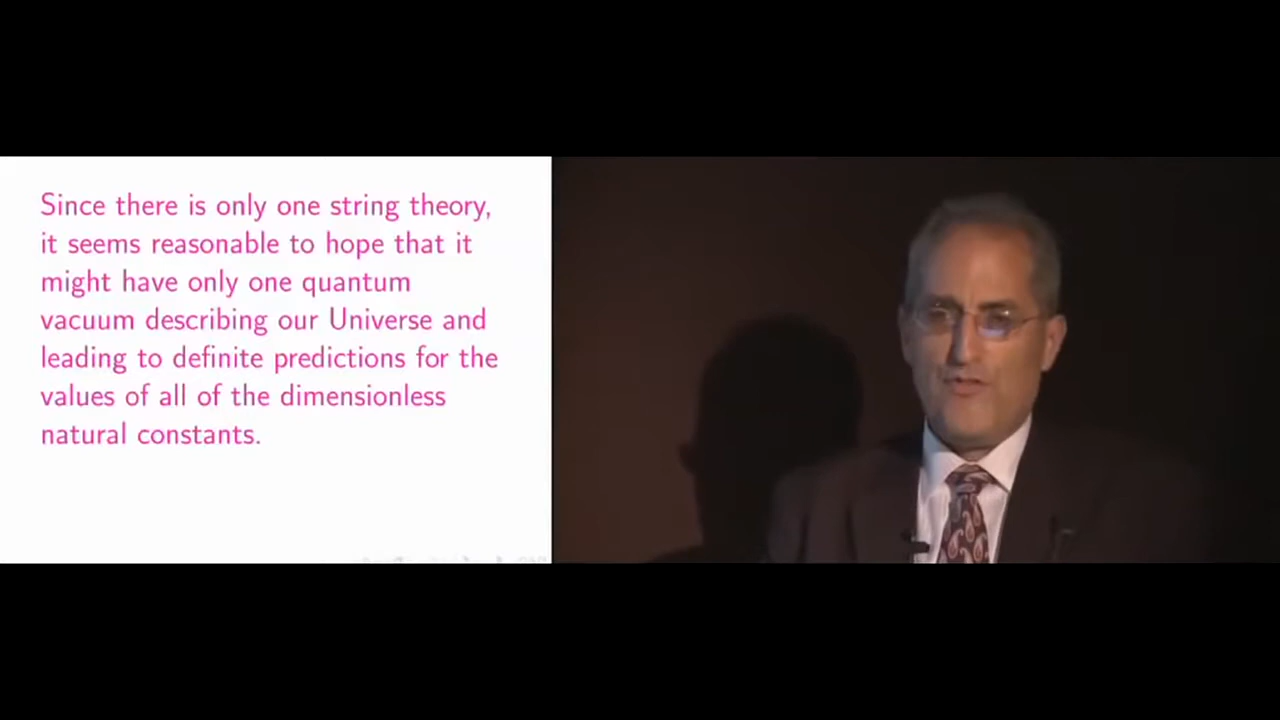 Since there is only one string theory,
it seems reasonable to hope that it
might have only one quantum
vacuum describing our Universe and
leading to definite predictions for the
values of all of the dimensionless
natural constants.